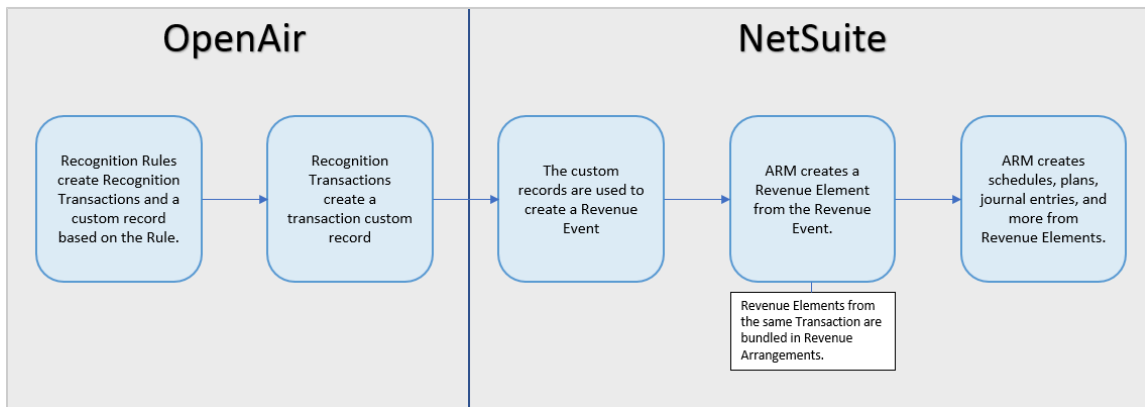 OpenAir
NetSuite
Recognition Rules
create Recognition
Transactions and a
custom record
based on the Rule.
Recognition
Transactions
create a
transaction custom
record
The custom
records are used to
create a Revenue
Event
ARM creates a
Revenue Element
from the Revenue
Event.
ARM creates
schedules, plans,
journal entries, and
more from
Revenue Elements.
Revenue Elements from
the same Transaction are
bundled in Revenue
Arrangements.